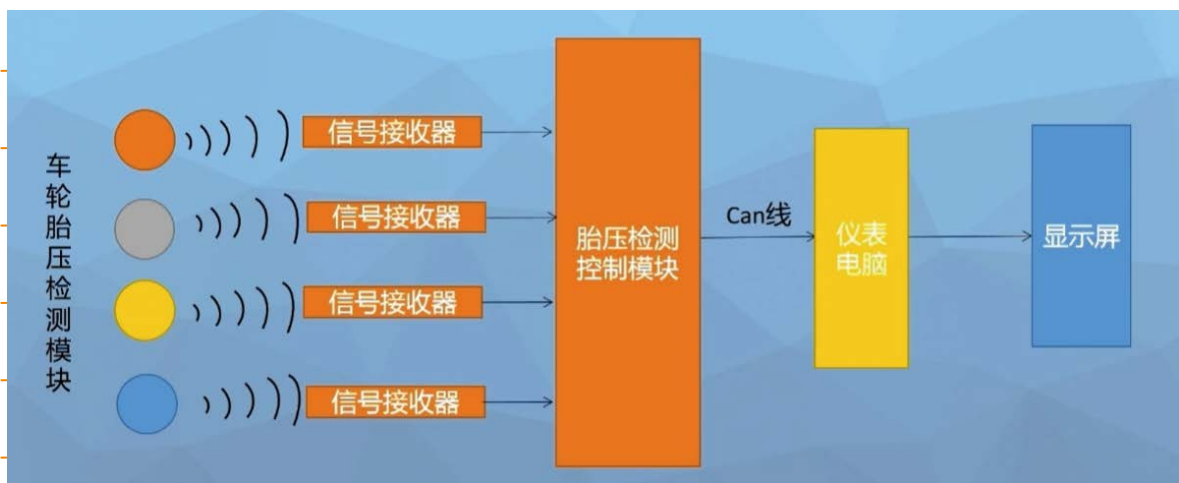 车轮胎压检测模块
信号接收器
信号接收器
信号接收器
信号接收器
胎压检测
控制模块
Can线
仪表
电脑
显示屏